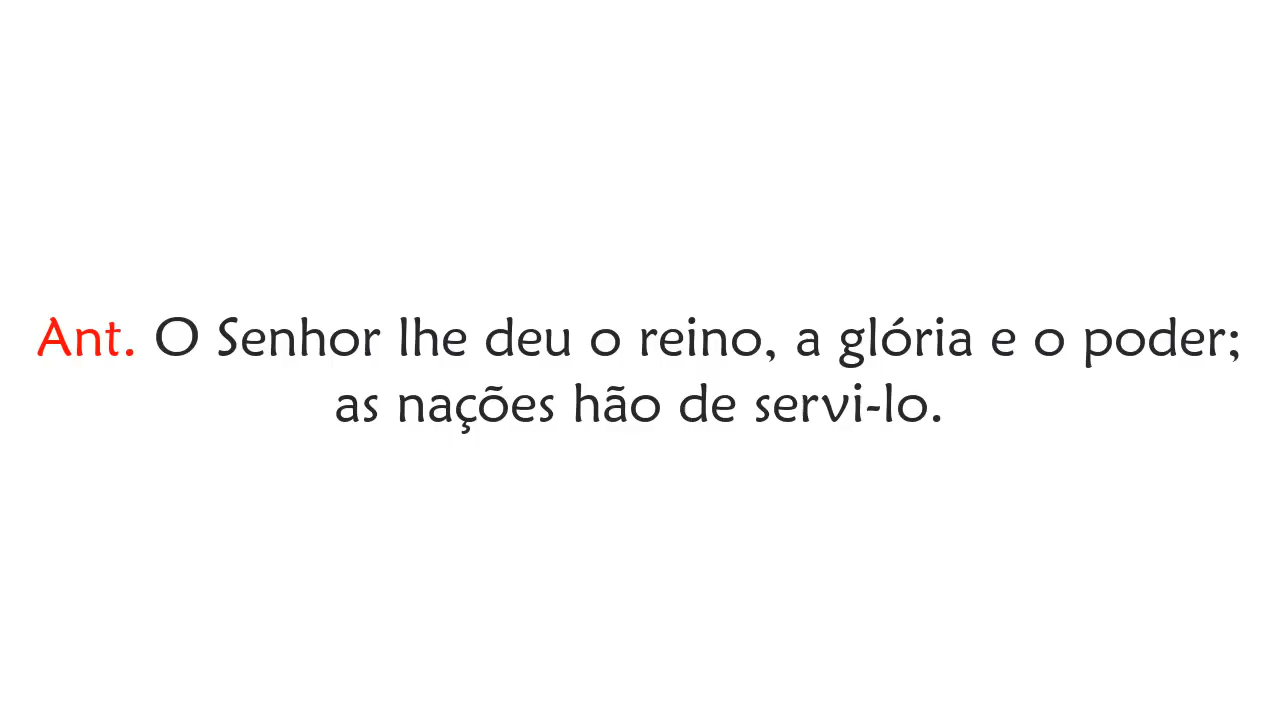 Ant. O Senhor lhe deu o reino, a glória e o poder;
as nações hão de servi-lo.